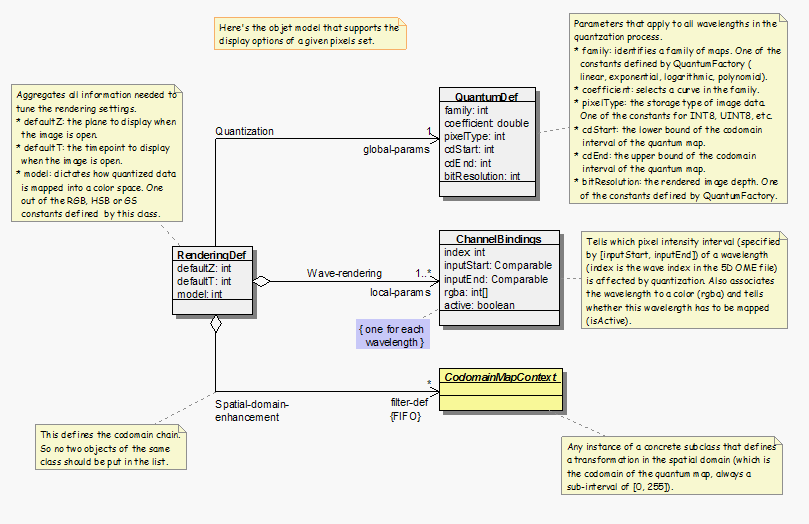 Here's the objet model that supports the
display options of a given pixels set.
Parameters that apply to all wavelengths in the
quantzation process.
* family: identifies a family of maps. One of the
constants defined by QuantumFactory (
linear, exponential, logarithmic, polynomial).
* coefficient: selects a curve in the family.
* pixelType: the storage type of image data.
One of the constants for INT8, UINT8, etc.
* cdStart: the lower bound of the codomain
interval of the quantum map.
* cdEnd: the upper bound of the codomain
interval of the quantum map.
* bitResolution: the rendered image depth. One
of the constants defined by QuantumFactory.
Aggregates all information needed to
tune the rendering settings.
* defaultZ: the plane to display when
the image is open.
* defaultT: the timepoint to display
when the image is open.
* model: dictates how quantized data
is mapped into a color space. One
out of the RGB, HSB or GS
constants defined by this class.
QuantumDef
family: int
coefficient: double
pixelType: int
cdStart: int
cdEnd: int
bitResolution: int
Quantization
1
global-params
RenderingDef
defaultZ: int
defaultT: int
model: int
Wave-rendering
1..*
local-params
ChannelBindings
index int
inputStart: Comparable
inputEnd: Comparable
rgba: int[]
active: boolean
Tells which pixel intensity interval (specified
by [inputStart, inputEnd]) of a wavelength
(index is the wave index in the 5D OME file)
is affected by quantization. Also associates
the wavelength to a color (rgba) and tells
whether this wavelength has to be mapped
(isActive).
{ one for each
wavelength }
CodomainMapContext
*
filter-def
{FIFO}
Spatial-domain-
enhancement
This defines the codomain chain.
So no two objects of the same
class should be put in the list.
Any instance of a concrete subclass that defines
a transformation in the spatial domain (which is
the codomain of the quantum map, always a
sub-interval of [0, 255]).